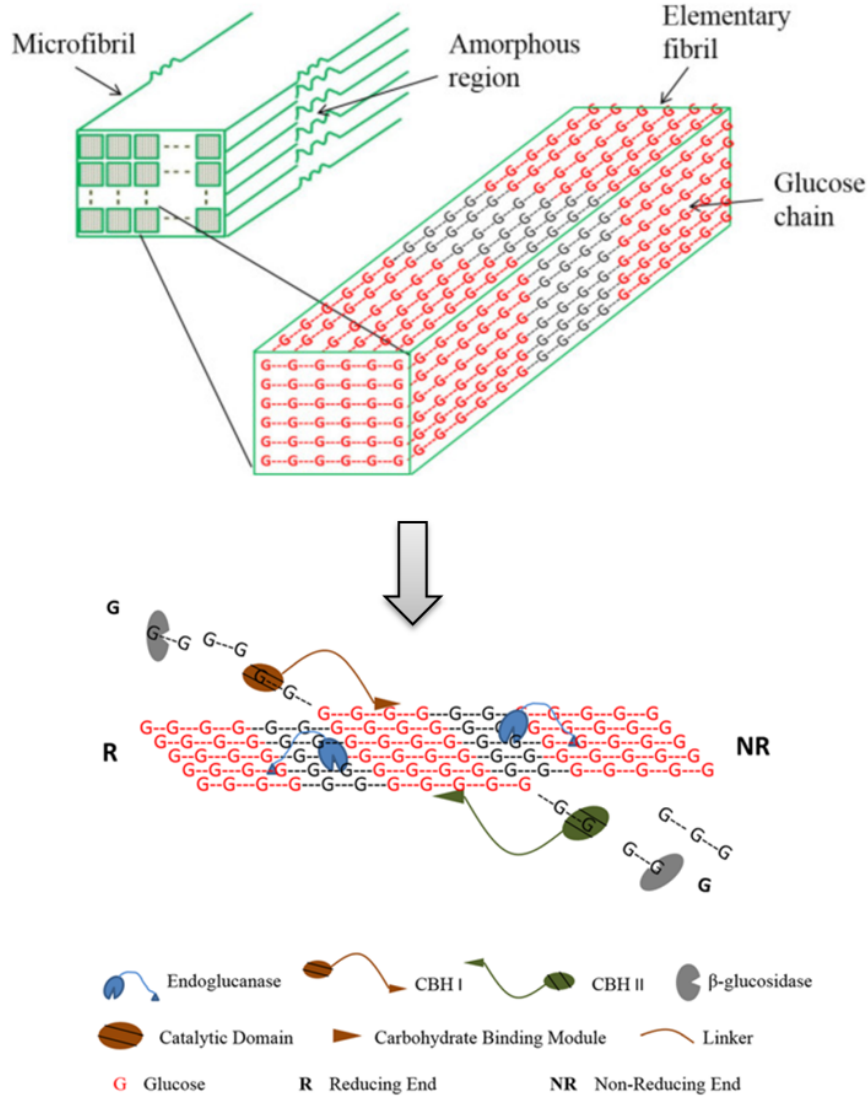 Microfibril
Amorphous
region
Elementary
fibril
Glucose
chain
G---G---G---G---G---G
G---G---G---G---G---G
G---G---G---G---G---G
G---G---G---G---G---G
G---G---G---G---G---G
G---G---G---G---G---G
G
G---G
G---G
G---G
R
NR
G---G
G---G
G---G---G
G
Endoglucanase
CBH I
CBH II
β-glucosidase
Catalytic Domain
Carbohydrate Binding Module
Linker
G Glucose
R Reducing End
NR Non-Reducing End